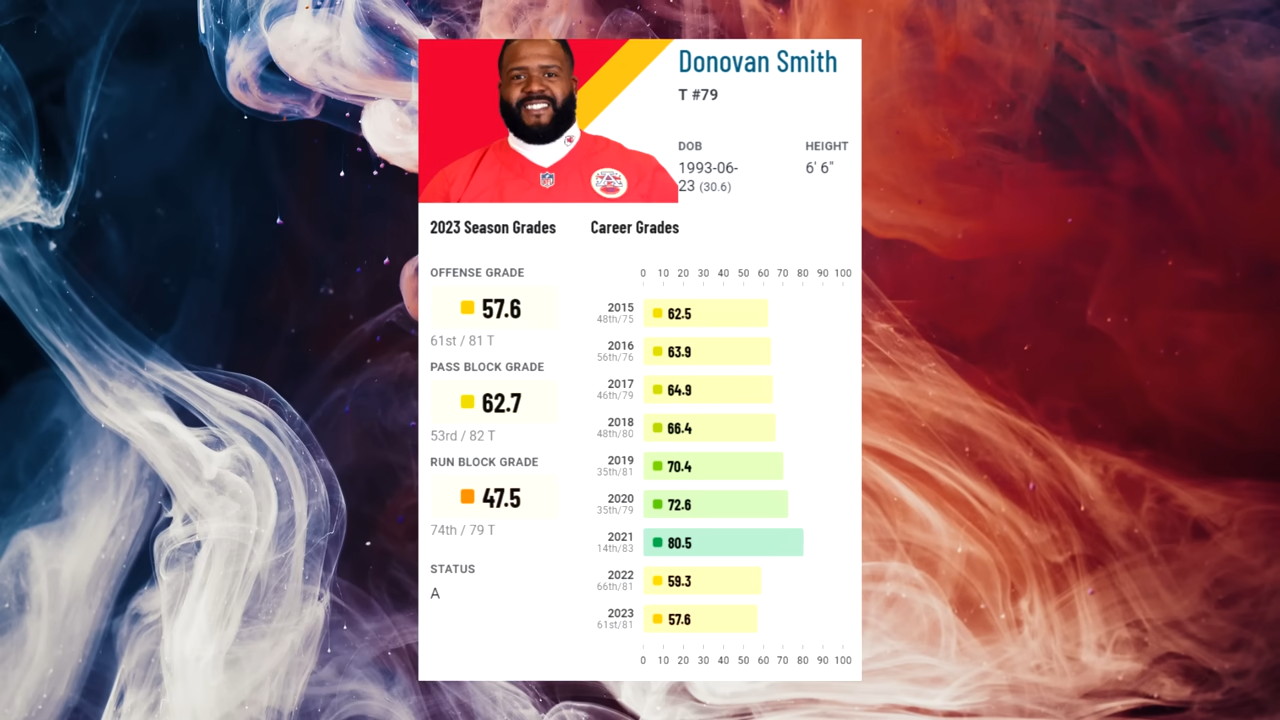 Donovan Smith
T #79
DOB
HEIGHT
1993-06-
23 (30.6)
6' 6"
2023 Season Grades
Career Grades
OFFENSE GRADE
57.6
61st / 81 T
PASS BLOCK GRADE
62.7
53rd / 82 T
RUN BLOCK GRADE
47.5
74th / 79 T
STATUS
A
0 10 20 30 40 50 60 70 80 90 100
2015
48th/75
62.5
2016
56th/76
63.9
2017
46th/79
64.9
2018
48th/80
66.4
2019
35th/81
70.4
2020
35th/79
72.6
2021
14th/83
80.5
2022
66th/81
59.3
2023
61st/81
57.6
0 10 20 30 40 50 60 70 80 90 100